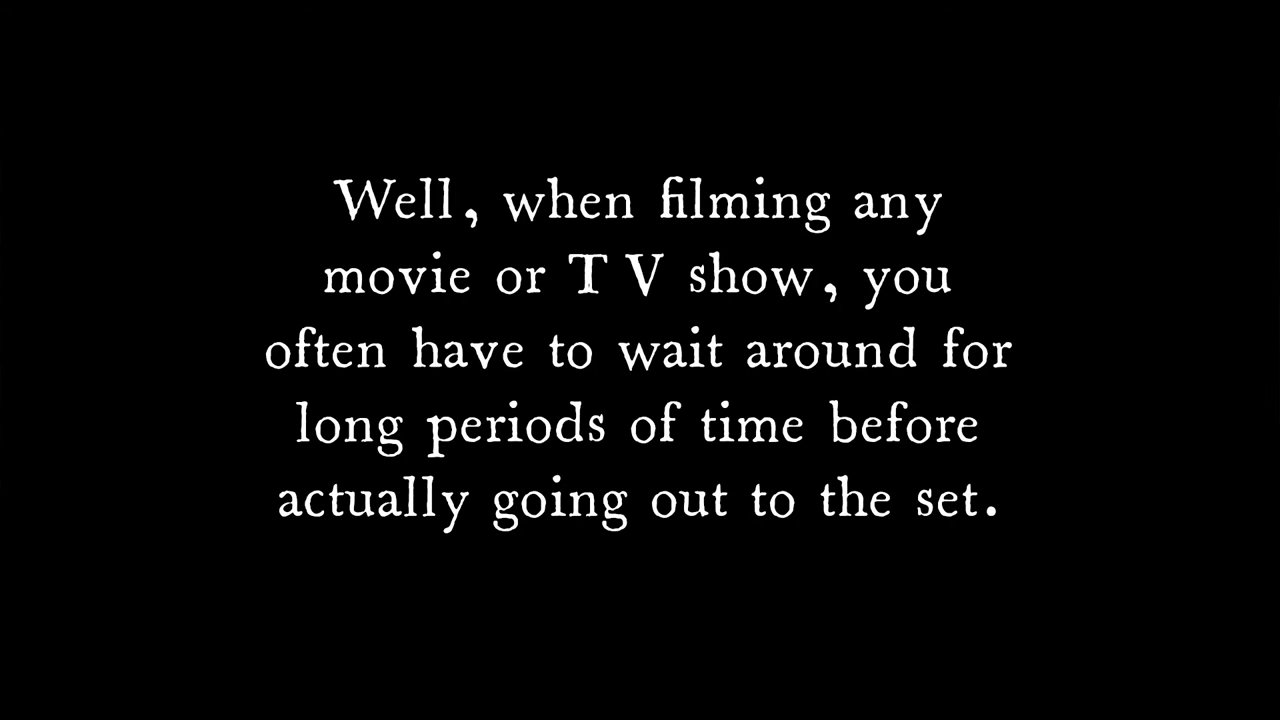 Well, when filming any
movie or T V show, you
often have to wait around for
long periods of time before
actually going out to the set.